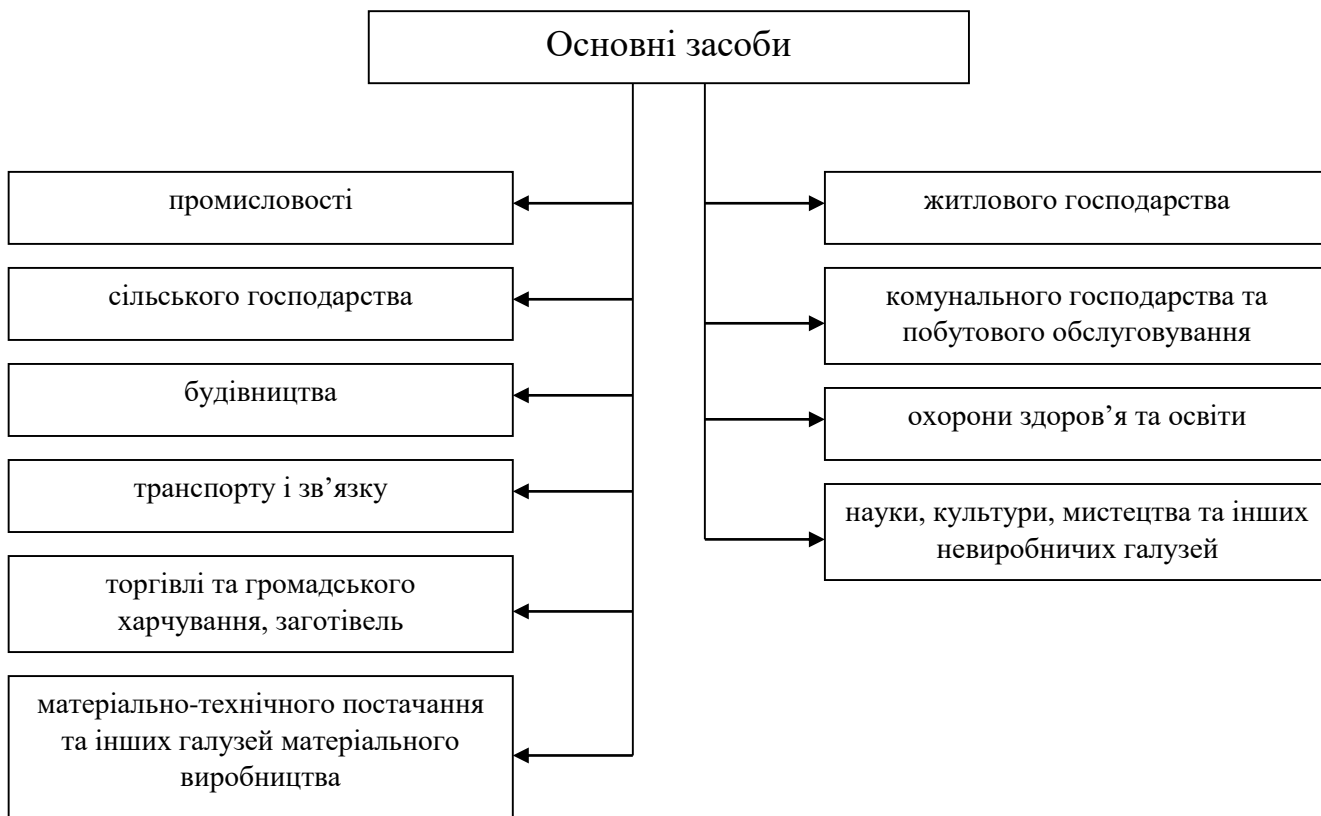 Основні засоби
промисловості
сільського господарства
будівництва
транспорту і зв’язку
торгівлі та громадського
харчування, заготівель
матеріально-технічного постачання
та інших галузей матеріального
виробництва
житлового господарства
комунального господарства та
побутового обслуговування
охорони здоров’я та освіти
науки, культури, мистецтва та інших
невиробничих галузей